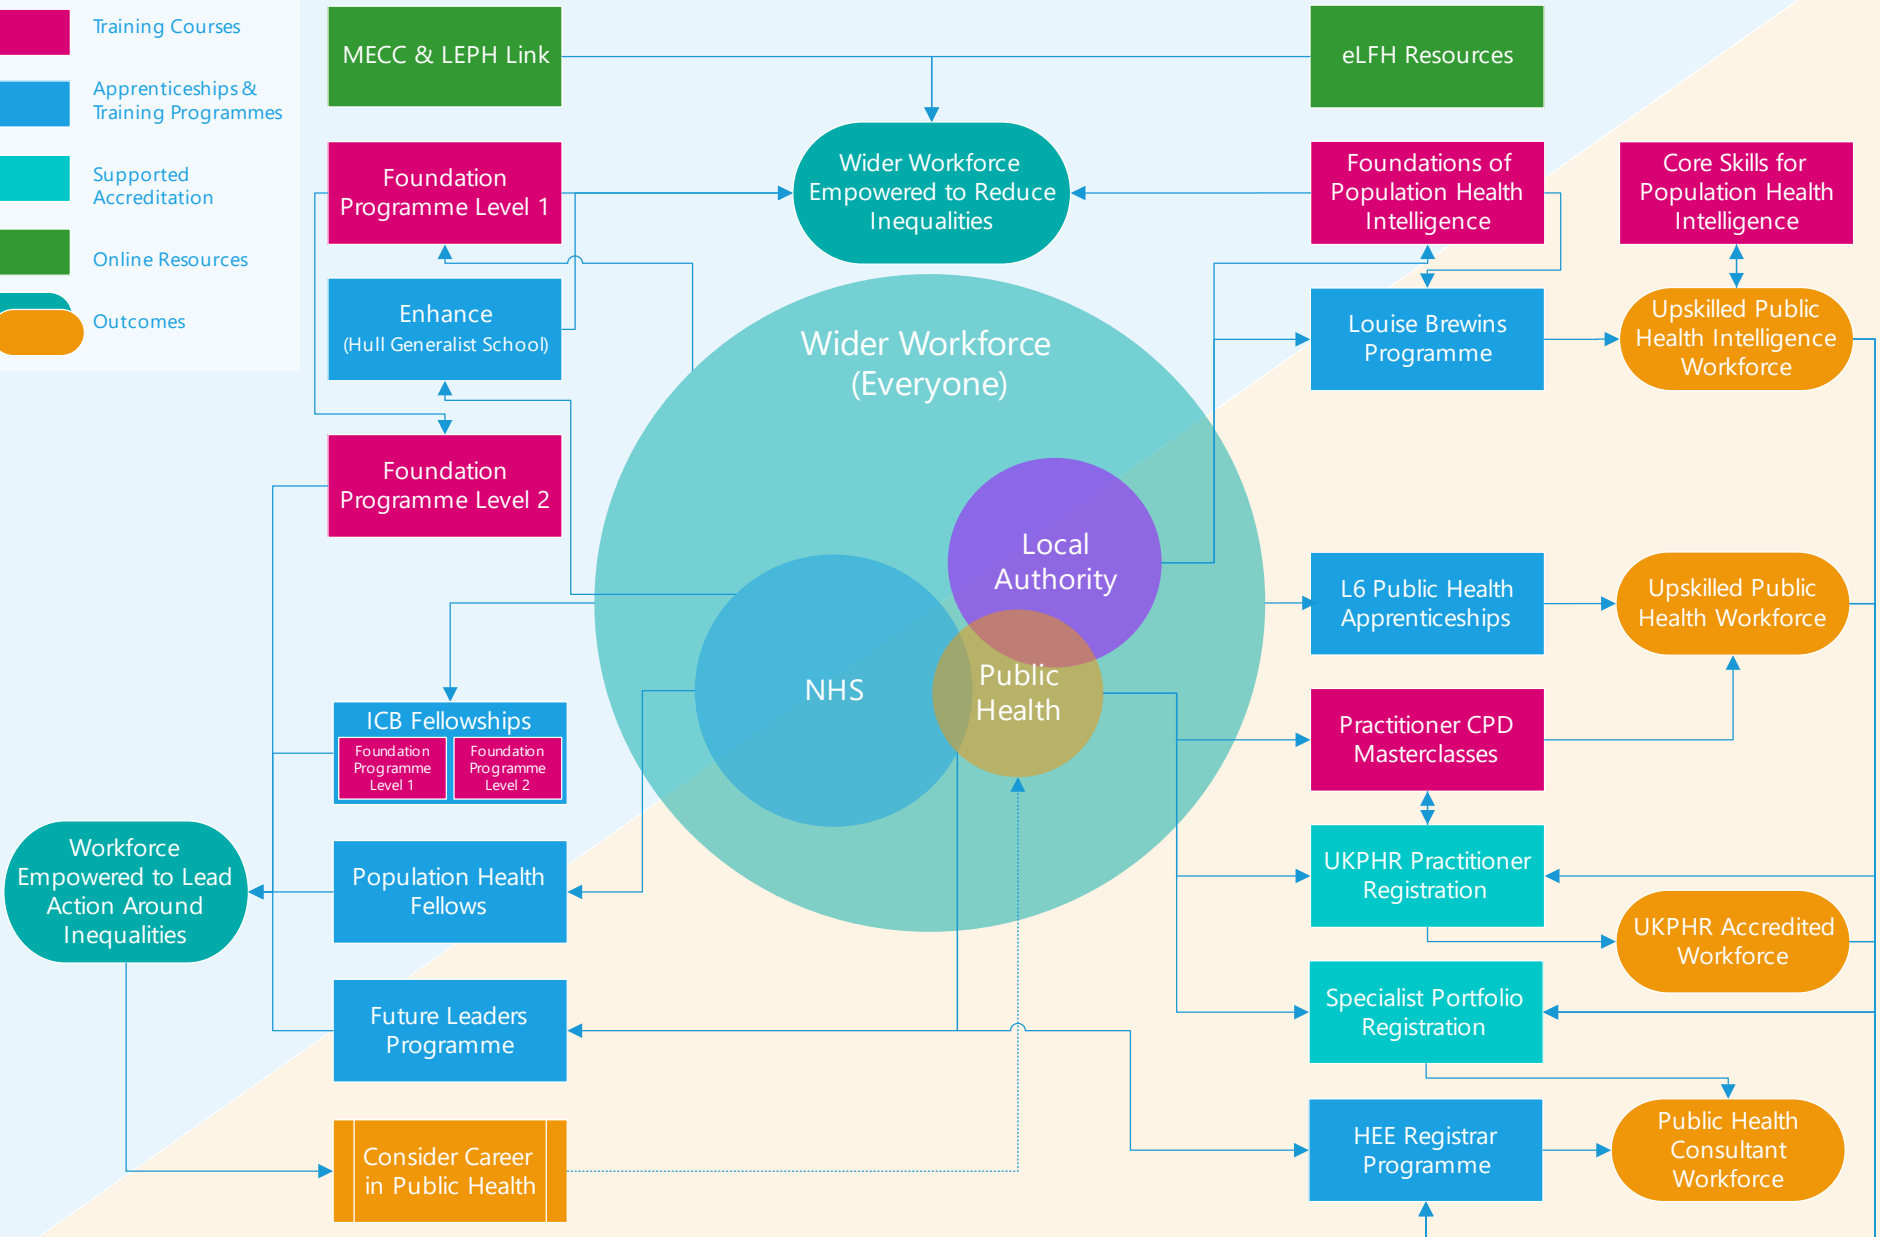 Training Courses
Apprenticeships &
Training Programmes
Supported
Accreditation
Online Resources
Outcomes
MECC & LEPH Link
eLFH Resources
Foundation
Programme Level 1
Wider Workforce
Empowered to Reduce
Inequalities
Foundations of
Population Health
Intelligence
Core Skills for
Population Health
Intelligence
Enhance
(Hull Generalist School)
Louise Brewins
Programme
Upskilled Public
Health Intelligence
Workforce
Wider Workforce
(Everyone)
Foundation
Programme Level 2
Local
Authority
L6 Public Health
Apprenticeships
Upskilled Public
Health Workforce
NHS
Public
Health
ICB Fellowships
Foundation
Programme
Level 1
Foundation
Programme
Level 2
Practitioner CPD
Masterclasses
Workforce
Empowered to Lead
Action Around
Inequalities
Population Health
Fellows
UKPHR Practitioner
Registration
UKPHR Accredited
Workforce
Future Leaders
Programme
Specialist Portfolio
Registration
Consider Career
in Public Health
HEE Registrar
Programme
Public Health
Consultant
Workforce